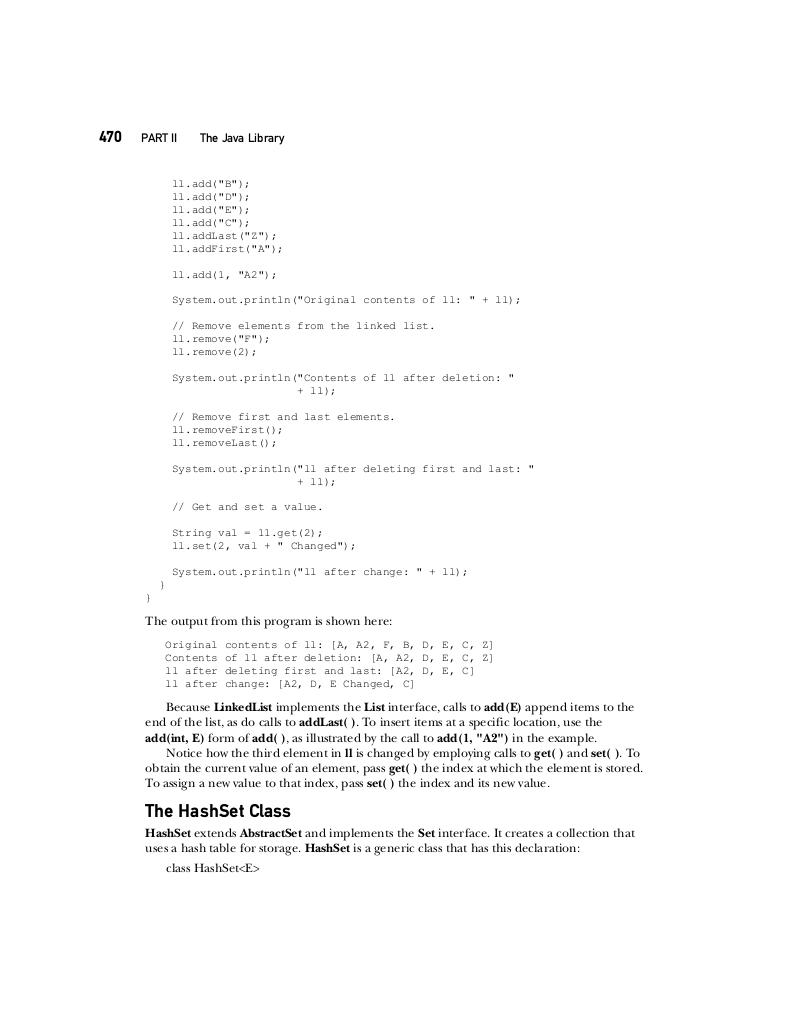 470 PART II The Java Library
ll.add("B");
ll.add("D");
ll.add("E");
ll.add("C");
ll.addLast("Z");
ll.addFirst("A");
ll.add(1, "A2");
System.out.println("Original contents of ll: " + ll);
// Remove elements from the linked list.
ll.remove("F");
ll.remove(2);
System.out.println("Contents of ll after deletion: "
+ ll);
// Remove first and last elements.
ll.removeFirst();
ll.removeLast();
System.out.println("ll after deleting first and last: "
+ ll);
// Get and set a value.
String val = ll.get(2);
ll.set(2, val + " Changed");
System.out.println("ll after change: " + ll);
}
}
The output from this program is shown here:
Original contents of ll: [A, A2, F, B, D, E, C, Z]
Contents of ll after deletion: [A, A2, D, E, C, Z]
ll after deleting first and last: [A2, D, E, C]
ll after change: [A2, D, E Changed, C]
Because LinkedList implements the List interface, calls to add(E) append items to the
end of the list, as do calls to addLast( ). To insert items at a specific location, use the
add(int, E) form of add( ), as illustrated by the call to add(1, "A2") in the example.
Notice how the third element in ll is changed by employing calls to get( ) and set( ). To
obtain the current value of an element, pass get( ) the index at which the element is stored.
To assign a new value to that index, pass set( ) the index and its new value.
The HashSet Class
HashSet extends AbstractSet and implements the Set interface. It creates a collection that
uses a hash table for storage. HashSet is a generic class that has this declaration:
class HashSet<E>